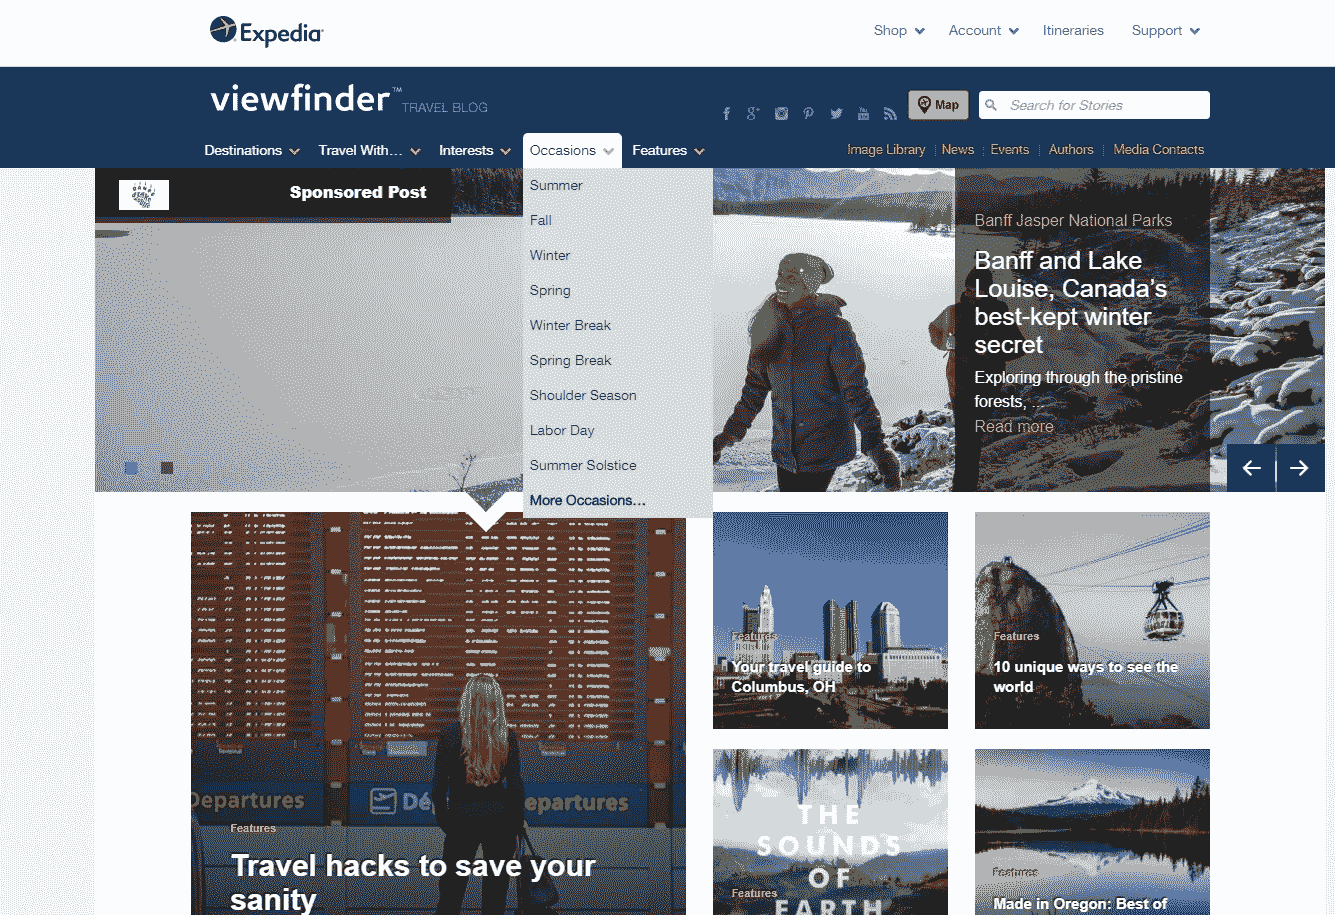 Expedia
Shop
Account
Itineraries
Support
viewfinder™ TRAVEL BLOG
Map
Search for Stories
Destinations
Travel With...
Interests
Occasions
Features
Image Library
News
Events
Authors
Media Contacts
Sponsored Post
Summer
Fall
Winter
Spring
Winter Break
Spring Break
Shoulder Season
Labor Day
Summer Solstice
More Occasions...
Banff Jasper National Parks
Banff and Lake
Louise, Canada's
best-kept winter
secret
Exploring through the pristine
forests, ...
Read more
Departures
Dé
epartures
Features
Travel hacks to save your
sanity
Features
Your travel guide to
Columbus, OH
Features
10 unique ways to see the
world
THE
SOUNDS
OF
EARTH
Features
Features
Made in Oregon: Best of